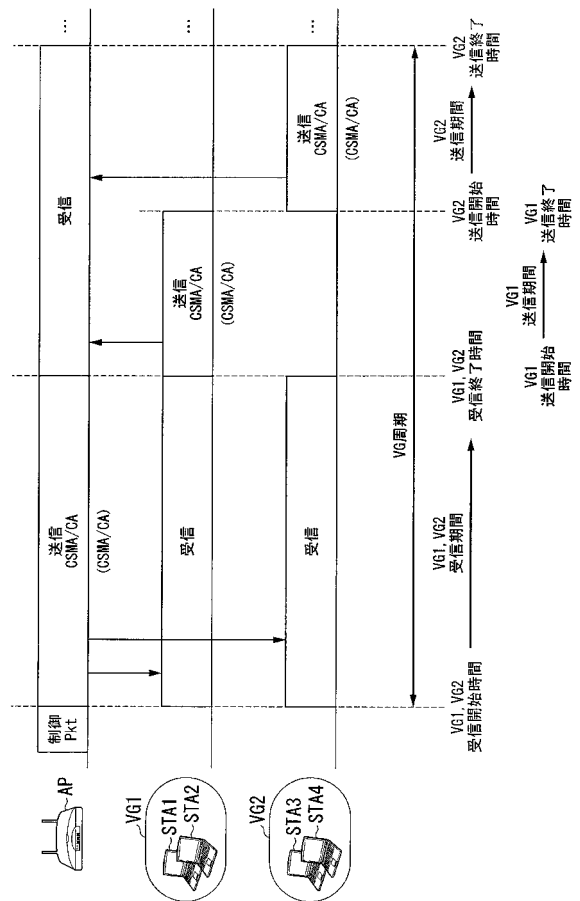 AP
制御
Pkt
送信
CSMA/CA
(CSMA/CA)
受信
...
VG1
STA1
STA2
受信
送信
CSMA/CA
(CSMA/CA)
...
VG2
STA3
STA4
受信
送信
CSMA/CA
(CSMA/CA)
...
VG周期
VG1, VG2
受信開始時間
VG1, VG2
受信期間
VG1, VG2
受信終了時間
VG2
送信開始
時間
VG2
送信期間
VG2
送信終了
時間
VG1
送信開始
時間
VG1
送信期間
VG1
送信終了
時間